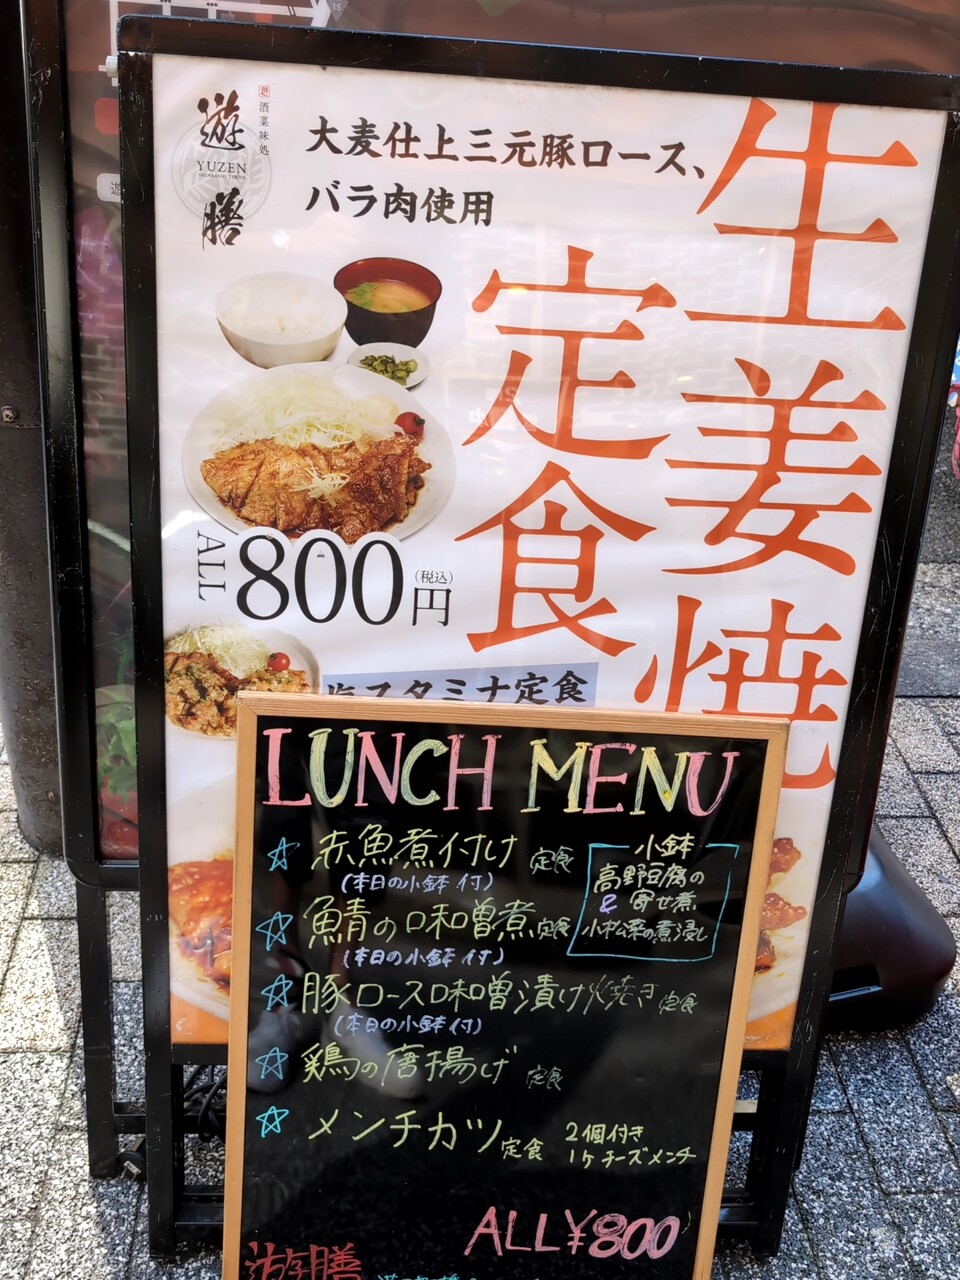 遊膳
酒菜味処
YUZEN
SHINBASHI TOKYO
大麦仕上三元豚ロース、
バラ肉使用
生姜焼
定食
ALL 800円
(税込)
塩スタミナ定食
LUNCH MENU
☆ 赤魚煮付け 定食
(本日の小鉢付)
☆ 鯖の味噌煮 定食
(本日の小鉢付)
☆ 豚ロース味噌漬け焼き 定食
(本日の小鉢付)
☆ 鶏の唐揚げ 定食
☆ メンチカツ 定食
2個付き
1ケチーズメンチ
小鉢
高野豆腐の
& 寄せ煮
小松菜の煮浸し
ALL¥800
遊膳
15
遊